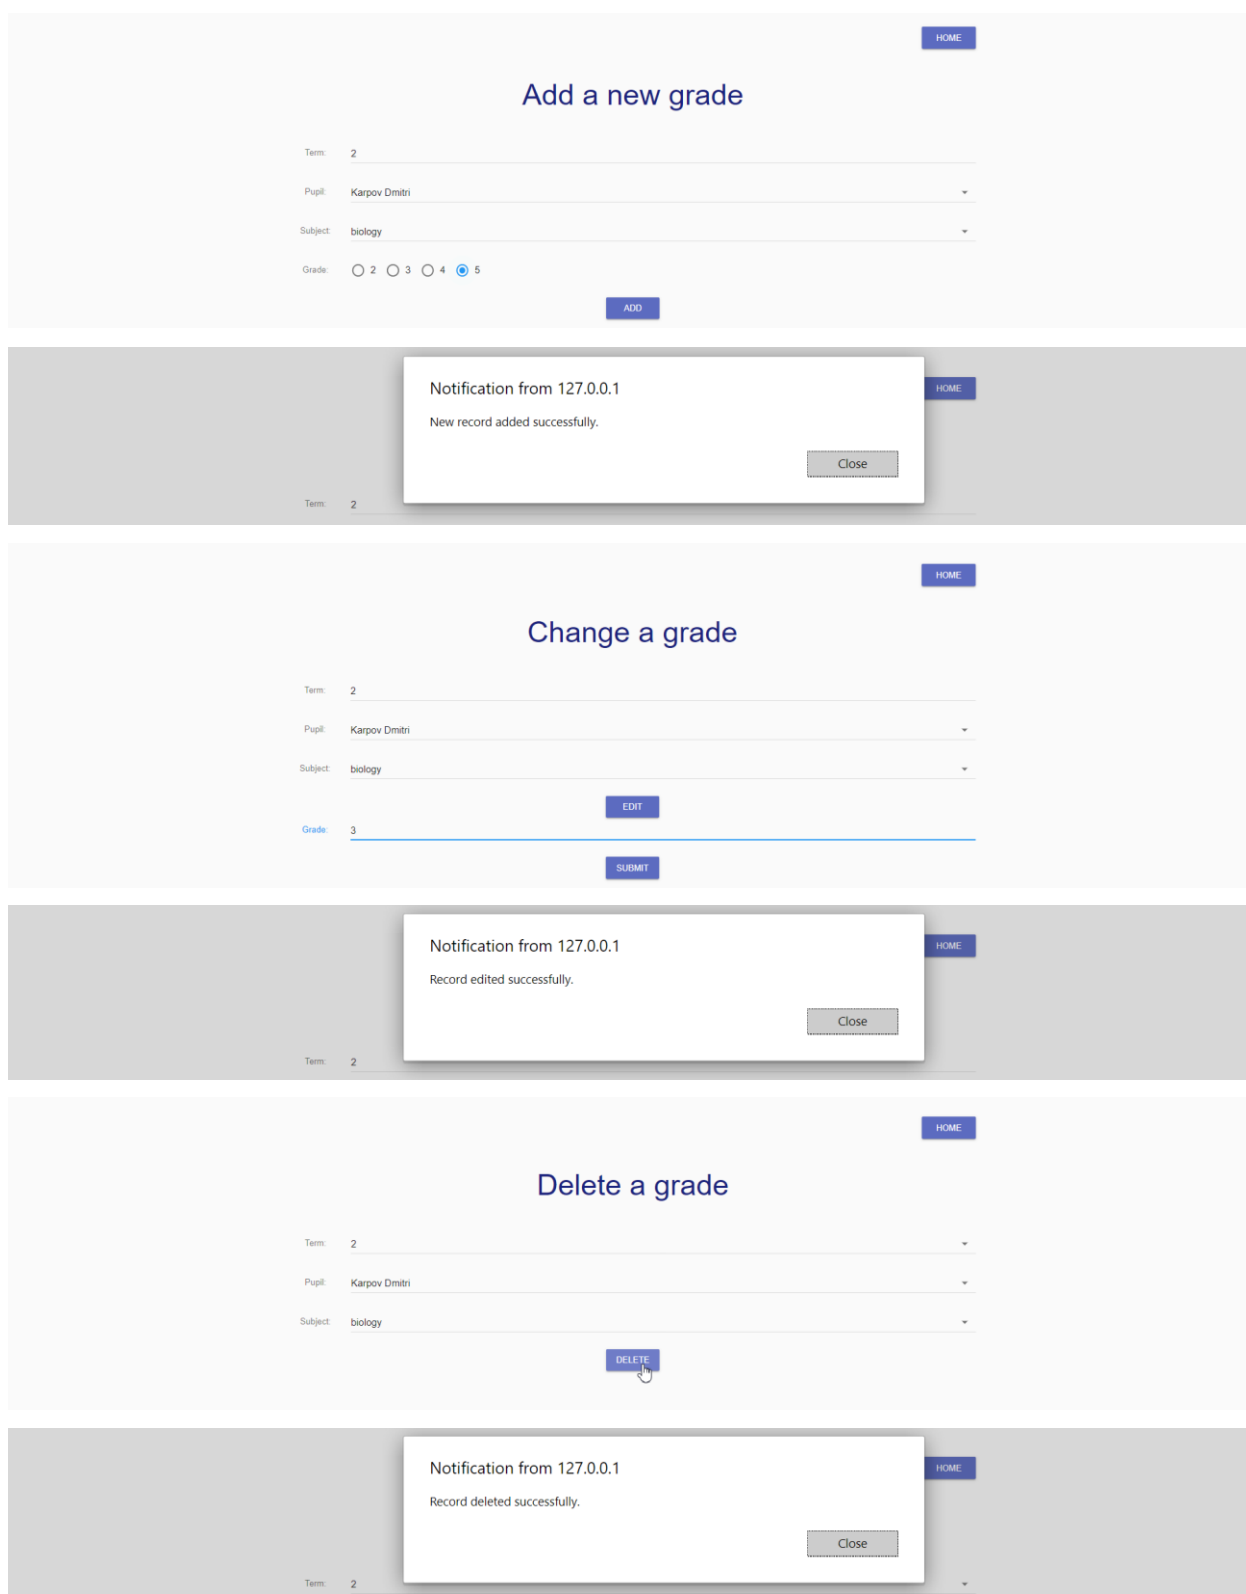 HOME
Add a new grade
Term: 2
Pupil: Karpov Dmitri
Subject: biology
Grade: 2 3 4 5
ADD
Notification from 127.0.0.1
HOME
New record added successfully.
Close
Term: 2
HOME
Change a grade
Term: 2
Pupil: Karpov Dmitri
Subject: biology
EDIT
Grade: 3
SUBMIT
Notification from 127.0.0.1
HOME
Record edited successfully.
Close
Term: 2
HOME
Delete a grade
Term: 2
Pupil: Karpov Dmitri
Subject: biology
DELETE
Notification from 127.0.0.1
HOME
Record deleted successfully.
Close
Term: 2